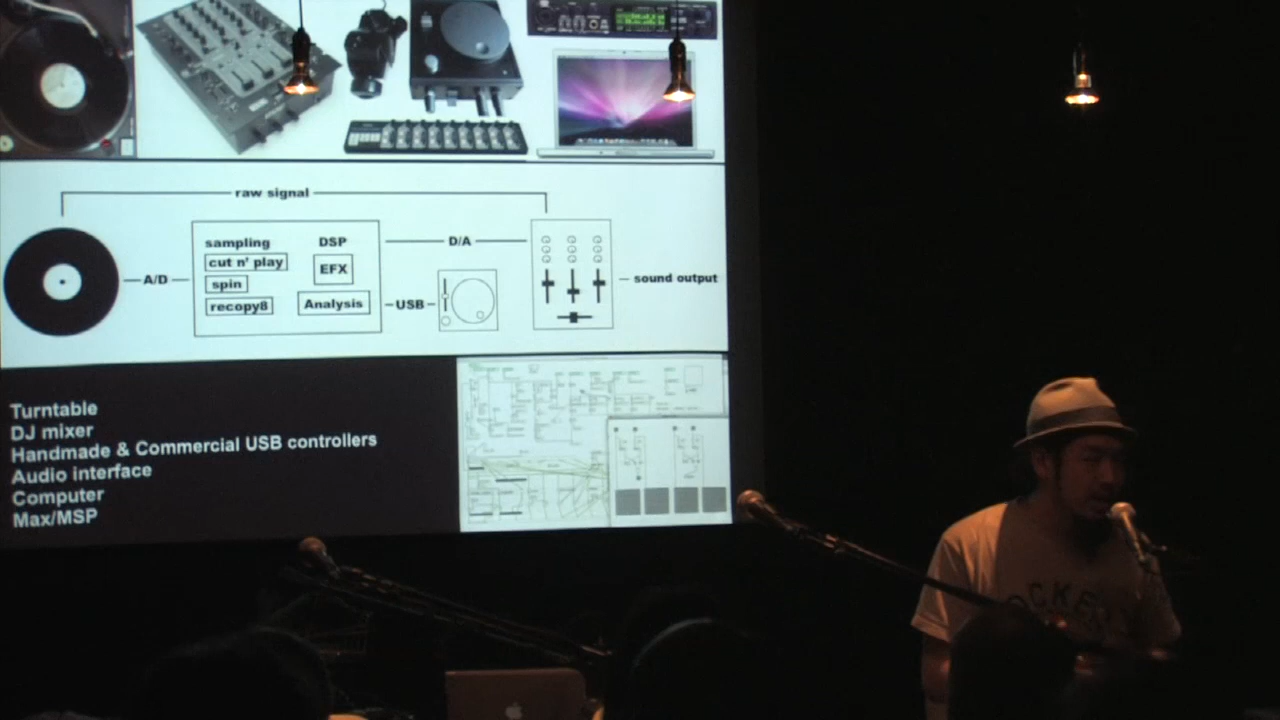 raw signal
sampling
DSP
cut n' play
EFX
spin
recopy8
Analysis
A/D
D/A
USB
sound output
Turntable
DJ mixer
Handmade & Commercial USB controllers
Audio interface
Computer
Max/MSP